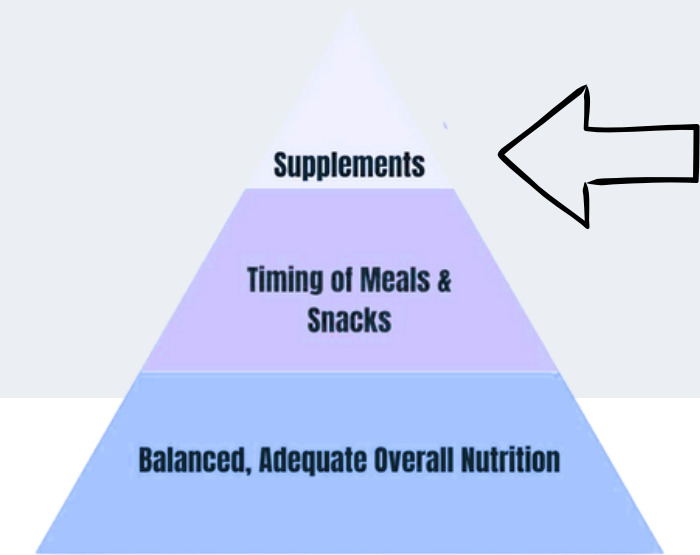 Supplements
Timing of Meals &
Snacks
Balanced, Adequate Overall Nutrition